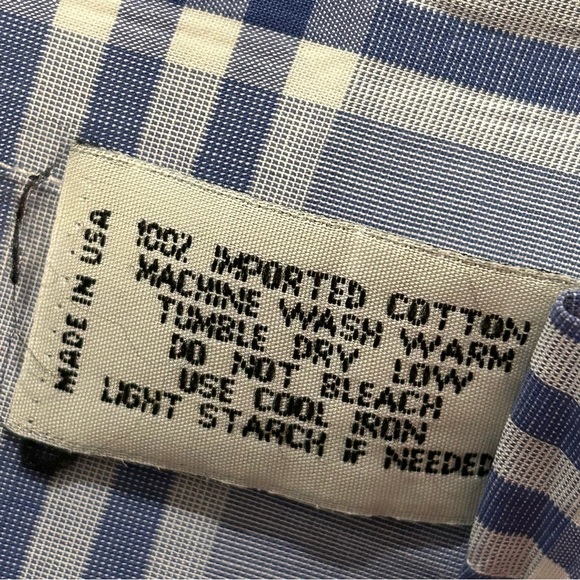 MADE IN USA
100% IMPORTED COTTON
MACHINE WASH WARM
TUMBLE DRY LOW
DO NOT BLEACH
USE COOL IRON
LIGHT STARCH IF NEEDED